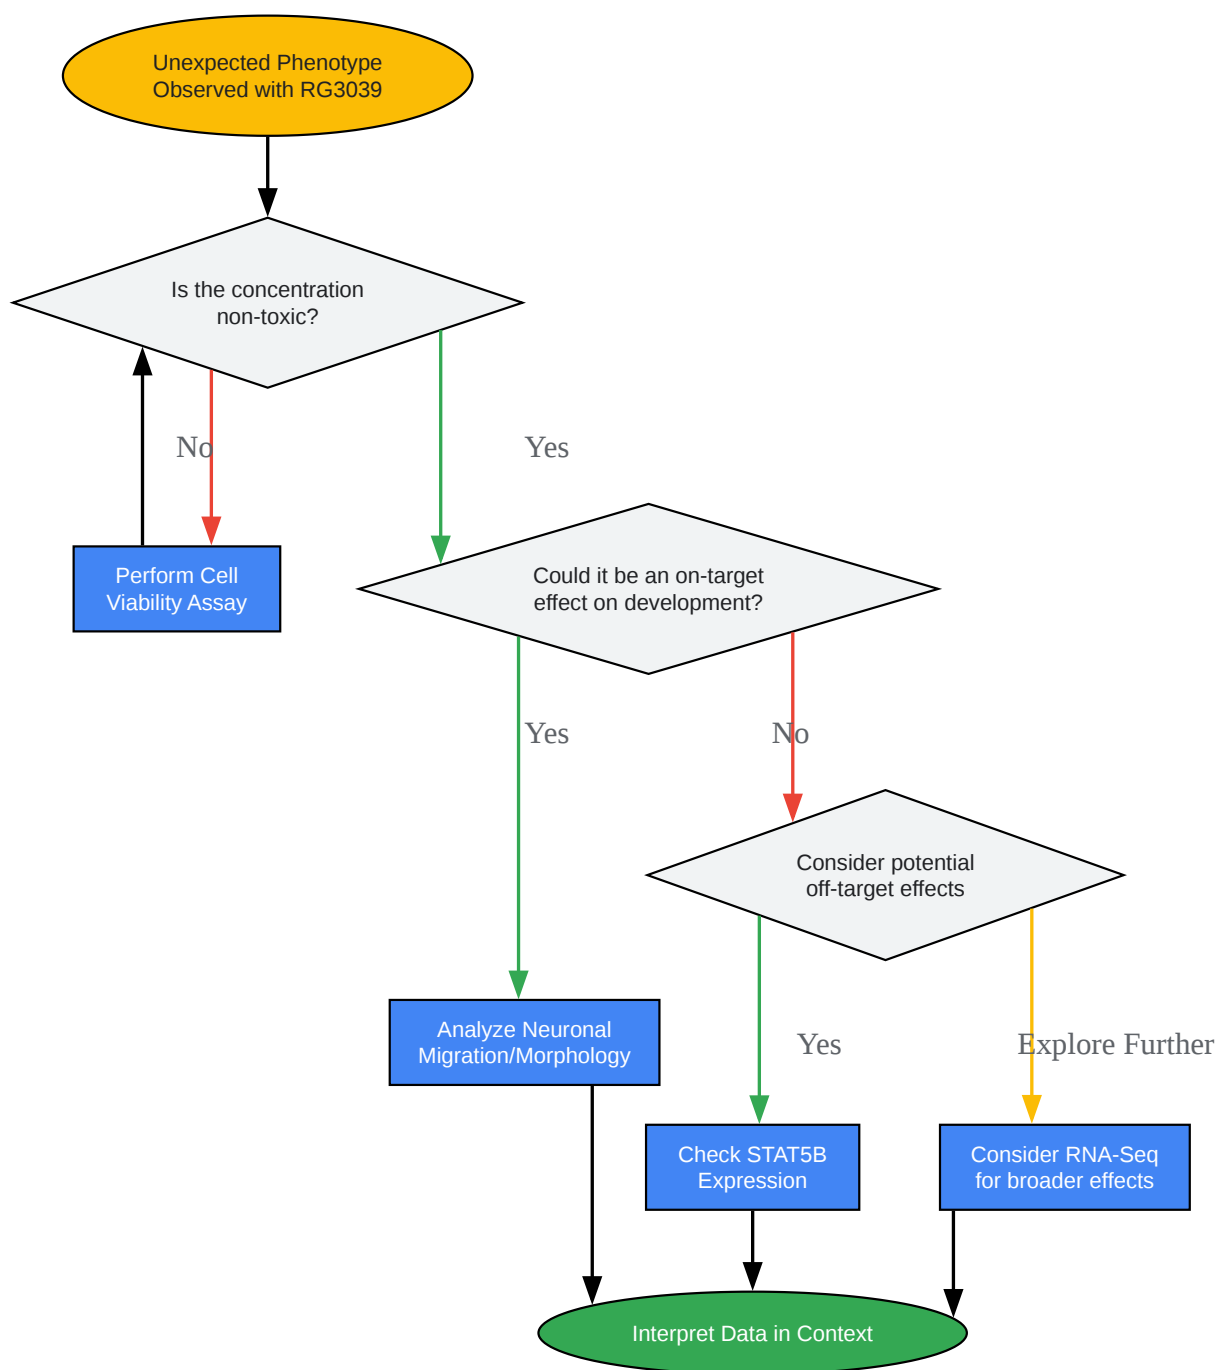 Unexpected Phenotype
Observed with RG3039
Is the concentration
non-toxic?
No
Yes
Perform Cell
Viability Assay
Could it be an on-target
effect on development?
Yes
No
Consider potential
off-target effects
Analyze Neuronal
Migration/Morphology
Yes
Explore Further
Check STAT5B
Expression
Consider RNA-Seq
for broader effects
Interpret Data in Context